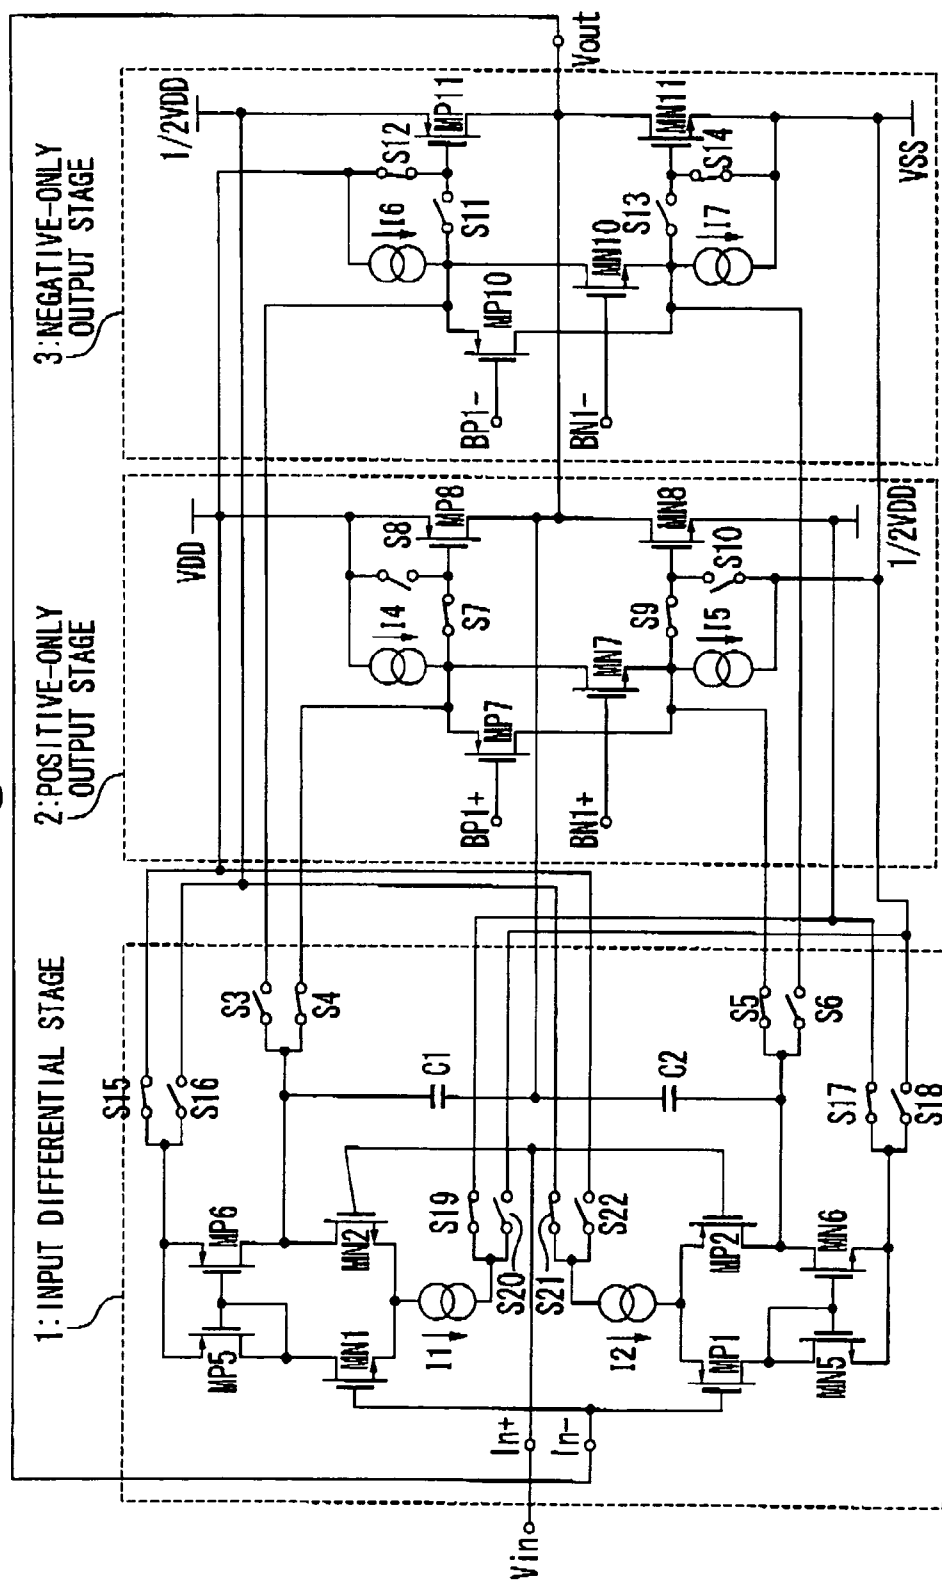 1:INPUT DIFFERENTIAL STAGE
2:POSITIVE-ONLY
OUTPUT STAGE
3:NEGATIVE-ONLY
OUTPUT STAGE
VDD
1/2VDD
S15
S16
S3
S4
S8
S12
MP5
MP6
I4
I6
MP8
MP11
S7
S11
C1
MN1
MN2
BP1+
MP7
BP1-
MP10
I1
S19
S20
In+
Vin
In-
Vout
S21
S22
BN1+
MN7
BN1-
MN10
I2
C2
S9
MN8
S13
MN11
MP1
MP2
S5
S6
I5
S10
I7
S14
MN5
MN6
S17
S18
1/2VDD
VSS